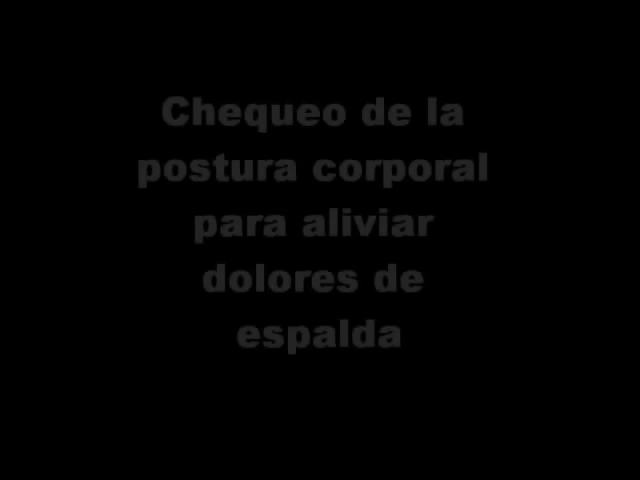 Chequeo de la
postura corporal
para aliviar
dolores de
espalda